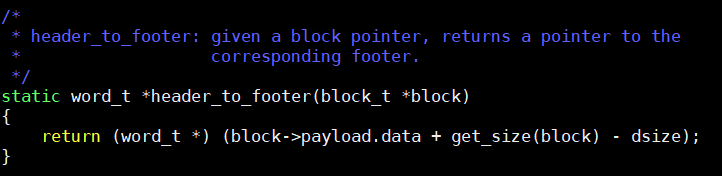 /*
 * header_to_footer: given a block pointer, returns a pointer to the
 *                   corresponding footer.
 */
static word_t *header_to_footer(block_t *block)
{
    return (word_t *) (block->payload.data + get_size(block) - dsize);
}